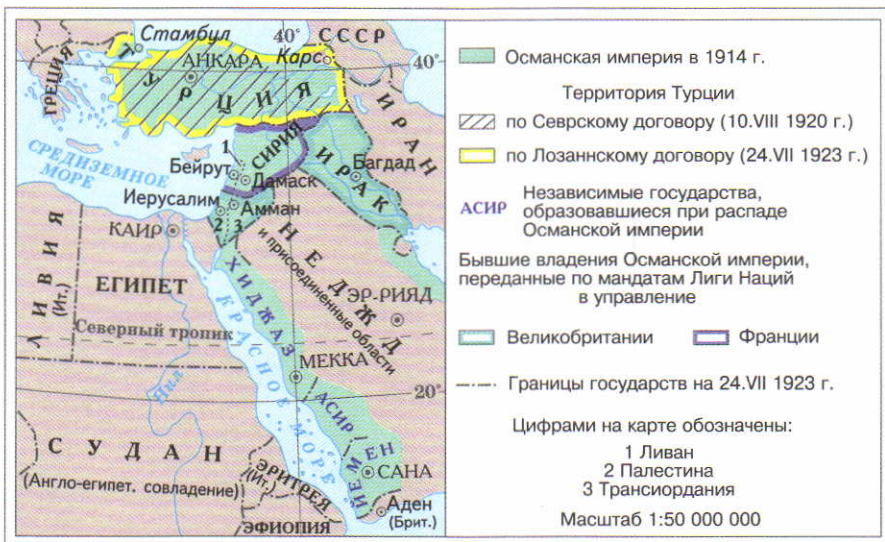 Стамбул
40°
СССР
ГРЕЦИЯ
АНКАРА
Карс
40°
ТУРЦИЯ
ИРАН
СРЕДИЗЕМНОЕ
МОРЕ
1
СИРИЯ
Бейрут
Дамаск
ИРАК
Багдад
Иерусалим
Амман
2 3
КАИР
ЛИВИЯ
(Ит.)
ЕГИПЕТ
НЕДЖД
и присоединенные области
ЭР-РИЯД
ХИДЖАЗ
КРАСНОЕ МОРЕ
Северный тропик
МЕККА
Нил
20°
АСИР
СУДАН
(Англо-египет. совладение)
ЙЕМЕН
САНА
ЭРИТРЕЯ
(Ит.)
Аден
(Брит.)
ЭФИОПИЯ
Османская империя в 1914 г.
Территория Турции
по Севрскому договору (10.VIII 1920 г.)
по Лозаннскому договору (24.VII 1923 г.)
АСИР
Независимые государства,
образовавшиеся при распаде
Османской империи
Бывшие владения Османской империи,
переданные по мандатам Лиги Наций
в управление
Великобритании
Франции
Границы государств на 24.VII 1923 г.
Цифрами на карте обозначены:
1 Ливан
2 Палестина
3 Трансиордания
Масштаб 1:50 000 000